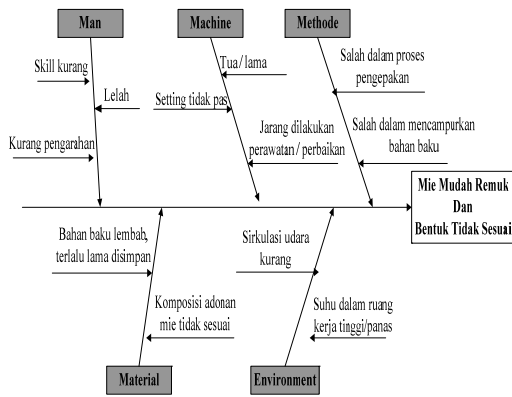 Man
Machine
Methode
Skill kurang
Lelah
Kurang pengarahan
Tua/lama
Setting tidak pas
Jarang dilakukan
perawatan/perbaikan
Salah dalam proses
pengepakan
Salah dalam mencampurkan
bahan baku
Mie Mudah Remuk
Dan
Bentuk Tidak Sesuai
Bahan baku lembab,
terlalu lama disimpan
Komposisi adonan
mie tidak sesuai
Sirkulasi udara
kurang
Suhu dalam ruang
kerja tinggi/panas
Material
Environment